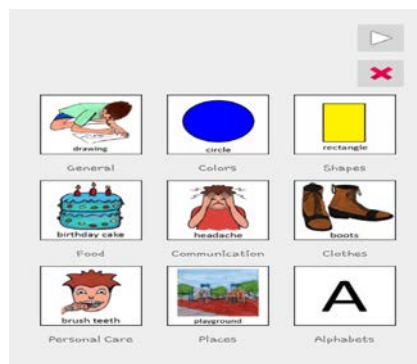 drawing
circle
rectangle
General
Colors
Shapes
birthday cake
headache
boots
Food
Communication
Clothes
brush teeth
playground
A
Personal Care
Places
Alphabets